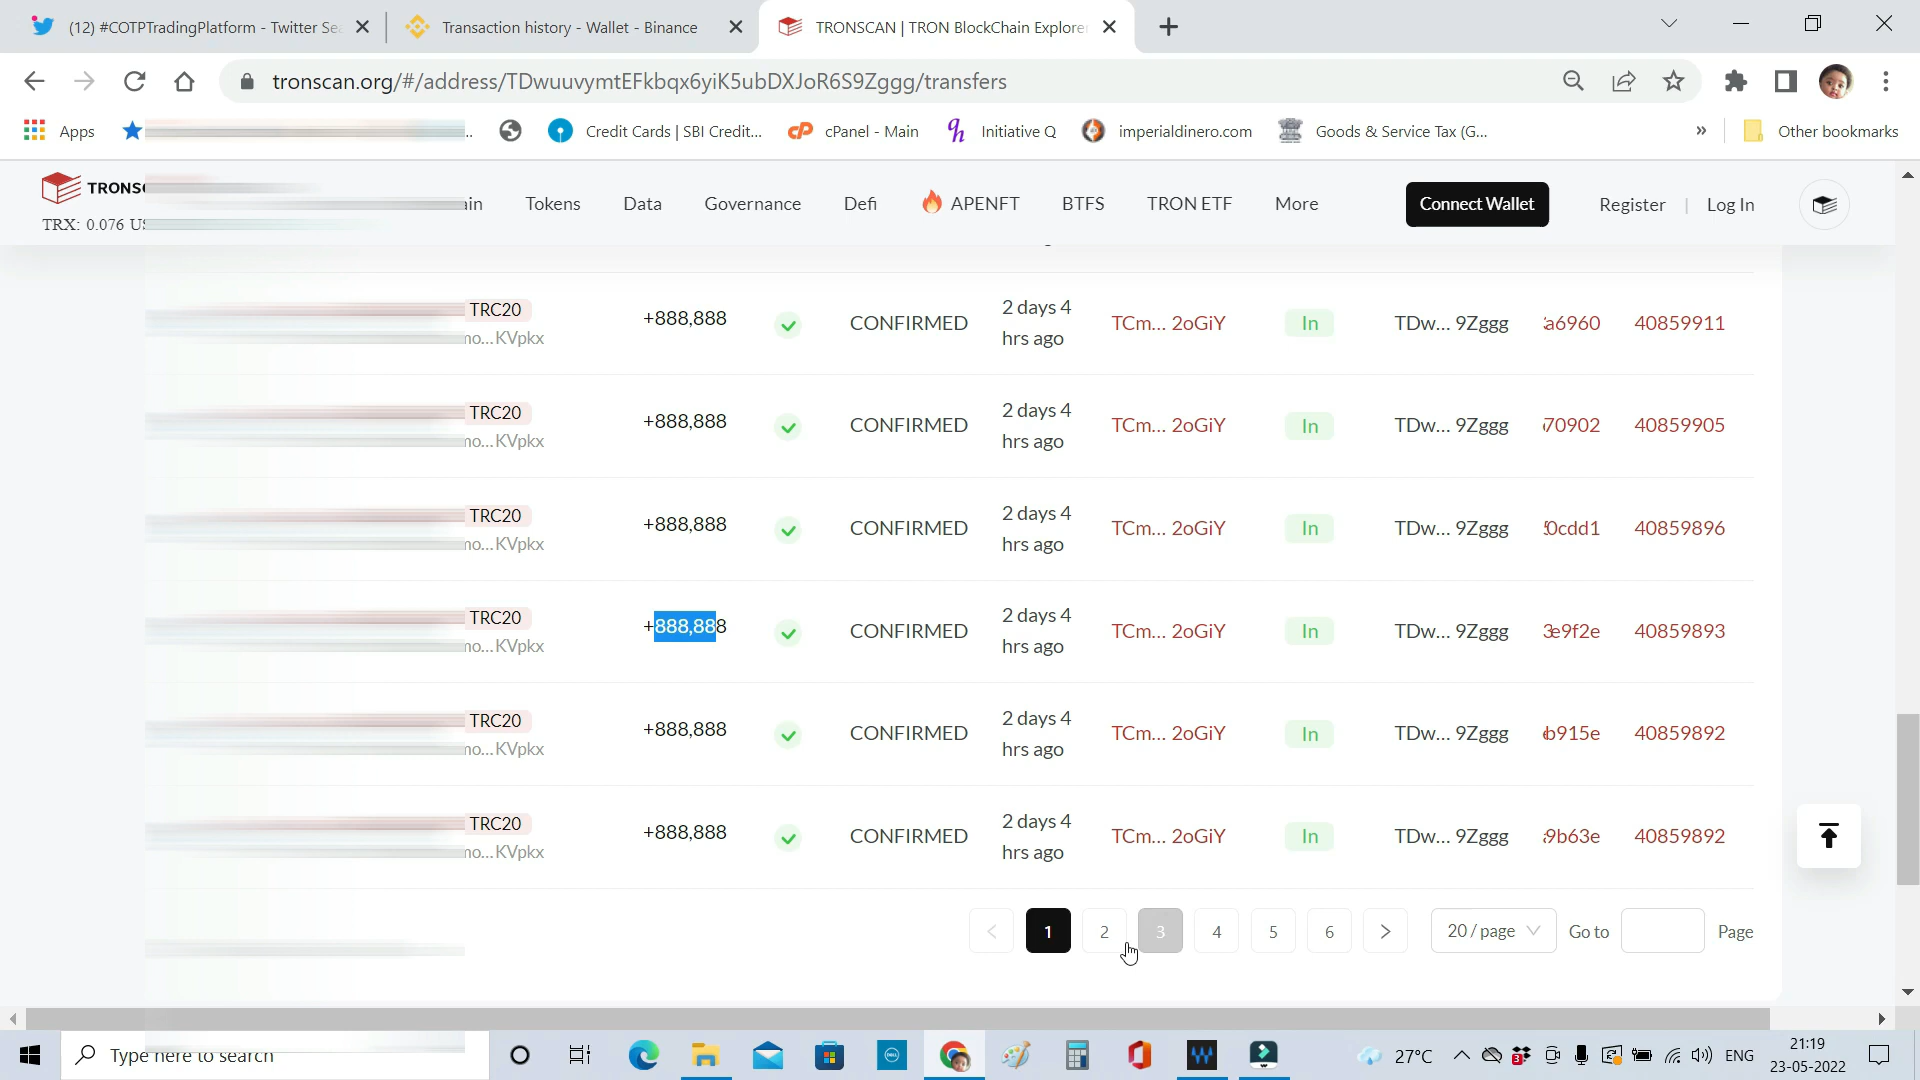 (12) #COTPTradingPlatform - Twitter Se
Transaction history - Wallet - Binance
TRONSCAN | TRON BlockChain Explore
tronscan.org/#/address/TDwuuvymtEFkbqx6yiK5ubDXJoR6S9Zggg/transfers
Apps
Credit Cards | SBI Credit...
cPanel - Main
Initiative Q
imperialdinero.com
Goods & Service Tax (G...
»
Other bookmarks
TRONS
TRX: 0.076 US
ain Tokens Data Governance Defi APENFT BTFS TRON ETF More Connect Wallet Register | Log In
TRC20
no...KVpkx
+888,888 CONFIRMED 2 days 4 hrs ago TCm... 2oGiY In TDw... 9Zggg a6960 40859911
TRC20
no...KVpkx
+888,888 CONFIRMED 2 days 4 hrs ago TCm... 2oGiY In TDw... 9Zggg 70902 40859905
TRC20
no...KVpkx
+888,888 CONFIRMED 2 days 4 hrs ago TCm... 2oGiY In TDw... 9Zggg 0cdd1 40859896
TRC20
no...KVpkx
+888,888 CONFIRMED 2 days 4 hrs ago TCm... 2oGiY In TDw... 9Zggg 3e9f2e 40859893
TRC20
no...KVpkx
+888,888 CONFIRMED 2 days 4 hrs ago TCm... 2oGiY In TDw... 9Zggg b915e 40859892
TRC20
no...KVpkx
+888,888 CONFIRMED 2 days 4 hrs ago TCm... 2oGiY In TDw... 9Zggg 9b63e 40859892
< 1 2 3 4 5 6 > 20 / page Go to Page
Type here to search
27°C
ENG
21:19
23-05-2022